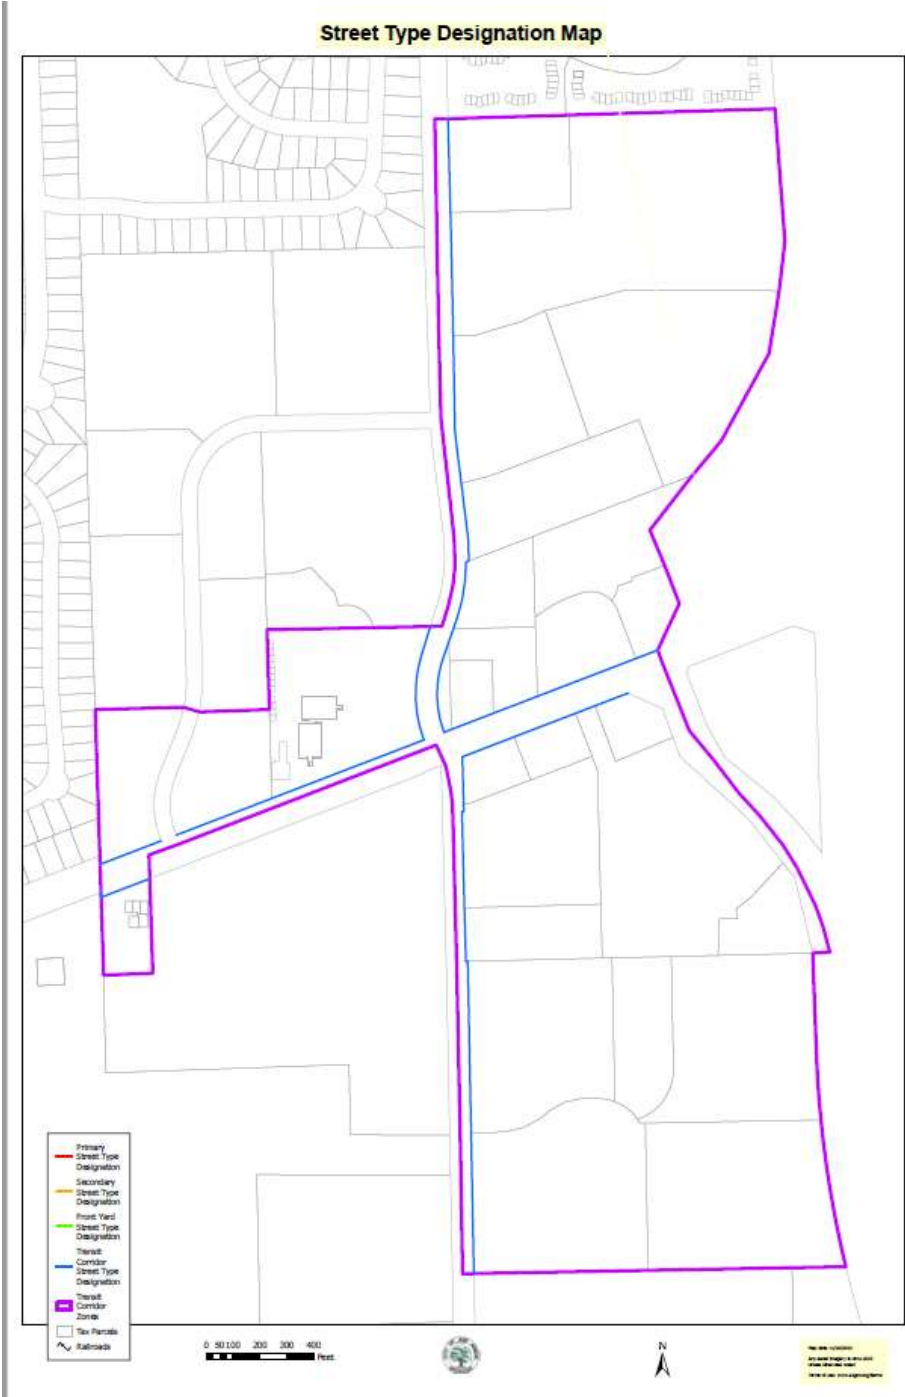 Street Type Designation Map
Primary
Street Type
Designation
Secondary
Street Type
Designation
Front Yard
Street Type
Designation
Transit
Corridor
Street Type
Designation
Transit
Corridor
Zones
Tax Parcels
Railroads
0 50 100 200 300 400
Feet
N